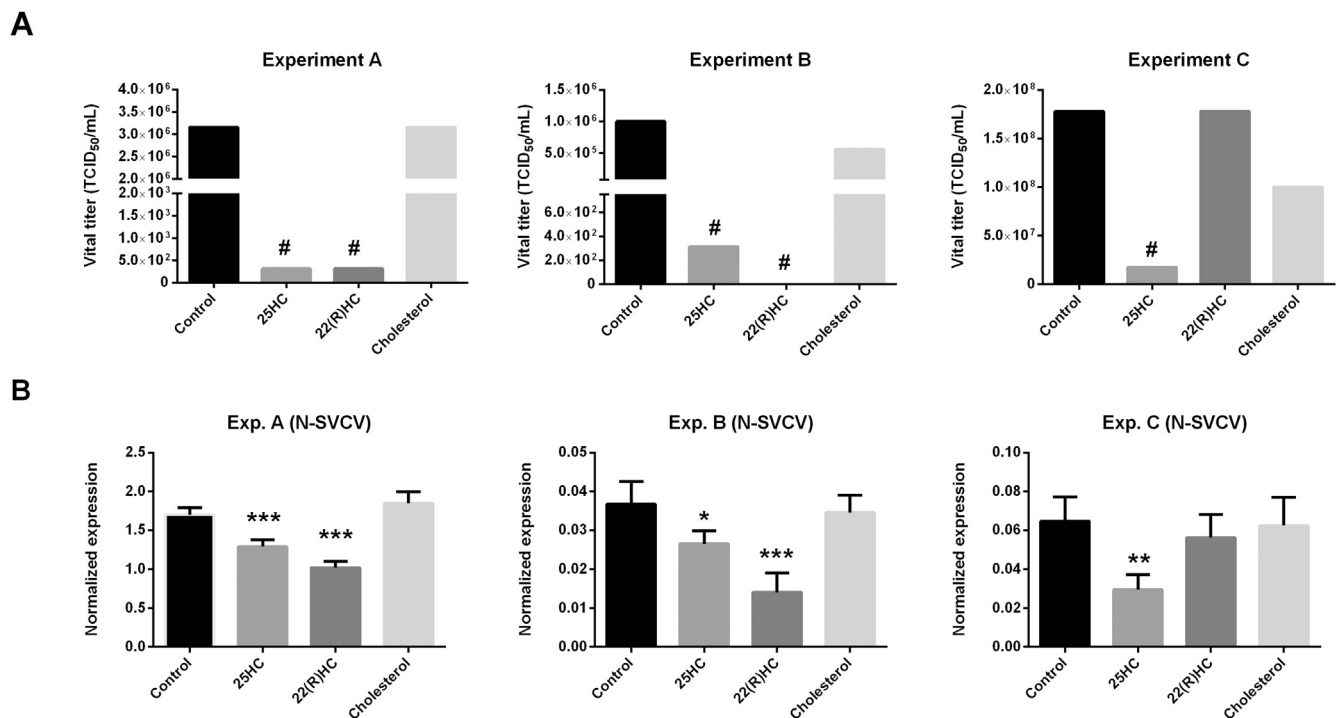 A
Experiment A
Vital titer (TCID₅₀/mL)
4.0×10⁶
3.5×10⁶
3.0×10⁶
2.5×10⁶
2.0×10⁶
2.0×10³
1.5×10³
1.0×10³
5.0×10²
0
#
#
Control
25HC
22(R)HC
Cholesterol
Experiment B
Vital titer (TCID₅₀/mL)
1.5×10⁶
1.0×10⁶
5.0×10⁵
6.0×10²
4.0×10²
2.0×10²
0
#
#
Control
25HC
22(R)HC
Cholesterol
Experiment C
Vital titer (TCID₅₀/mL)
2.0×10⁸
1.5×10⁸
1.0×10⁸
5.0×10⁷
0
#
Control
25HC
22(R)HC
Cholesterol
B
Exp. A (N-SVCV)
Normalized expression
2.5
2.0
1.5
1.0
0.5
0.0
***
***
Control
25HC
22(R)HC
Cholesterol
Exp. B (N-SVCV)
Normalized expression
0.05
0.04
0.03
0.02
0.01
0.00
*
***
Control
25HC
22(R)HC
Cholesterol
Exp. C (N-SVCV)
Normalized expression
0.10
0.08
0.06
0.04
0.02
0.00
**
Control
25HC
22(R)HC
Cholesterol